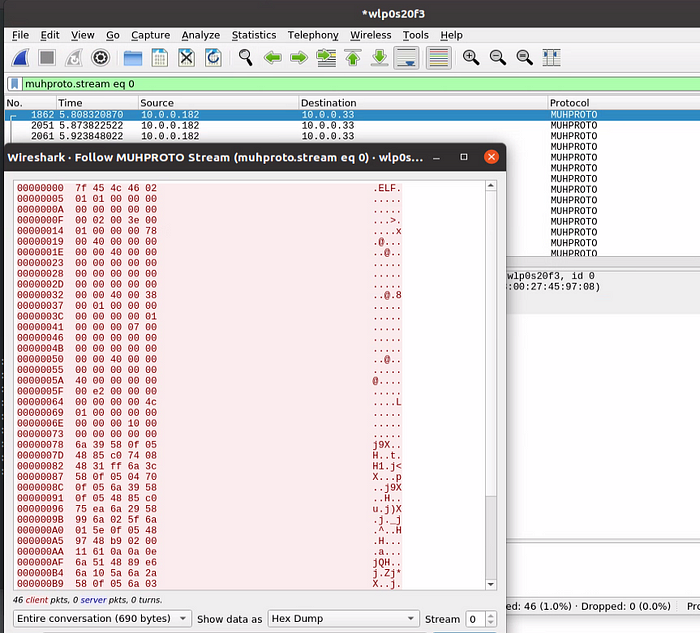 *wlp0s20f3
File Edit View Go Capture Analyze Statistics Telephony Wireless Tools Help
muhproto.stream eq 0
No. Time Source Destination Protocol
1862 5.808320870 10.0.0.182 10.0.0.33 MUHPROTO
2051 5.873822522 10.0.0.182 10.0.0.33 MUHPROTO
2061 5.923848022 10.0.0.182 10.0.0.33 MUHPROTO
MUHPROTO
MUHPROTO
MUHPROTO
MUHPROTO
MUHPROTO
MUHPROTO
MUHPROTO
MUHPROTO
MUHPROTO
MUHPROTO
MUHPROTO
Wireshark · Follow MUHPROTO Stream (muhproto.stream eq 0) · wlp0s...
wlp0s20f3, id 0
:00:27:45:97:08)
00000000 7f 45 4c 46 02 .ELF.
00000005 01 01 00 00 00 .....
0000000A 00 00 00 00 00 .....
0000000F 00 02 00 3e 00 ...>.
00000014 01 00 00 00 78 ....x
00000019 00 40 00 00 00 .@...
0000001E 00 00 40 00 00 ..@..
00000023 00 00 00 00 00 .....
00000028 00 00 00 00 00 .....
0000002D 00 00 00 00 00 .....
00000032 00 00 40 00 38 ..@.8
00000037 00 01 00 00 00 .....
0000003C 00 00 00 00 01 .....
00000041 00 00 00 07 00 .....
00000046 00 00 00 00 00 .....
0000004B 00 00 00 00 00 .....
00000050 00 00 40 00 00 ..@..
00000055 00 00 00 00 00 .....
0000005A 40 00 00 00 00 @....
0000005F 00 e2 00 00 00 .....
00000064 00 00 00 00 4c ....L
00000069 01 00 00 00 00 .....
0000006E 00 00 00 10 00 .....
00000073 00 00 00 00 00 .....
00000078 6a 39 58 0f 05 j9X..
0000007D 48 85 c0 74 08 H..t.
00000082 48 31 ff 6a 3c H1.j<
00000087 58 0f 05 04 70 X...p
0000008C 0f 05 6a 39 58 ..j9X
00000091 0f 05 48 85 c0 ..H..
00000096 75 ea 6a 29 58 u.j)X
0000009B 99 6a 02 5f 6a .j._j
000000A0 01 5e 0f 05 48 .^..H
000000A5 97 48 b9 02 00 .H...
000000AA 11 61 0a 0a 0e .a...
000000AF 6a 51 48 89 e6 jQH..
000000B4 6a 10 5a 6a 2a j.Zj*
000000B9 58 0f 05 6a 03 X..j.
46 client pkts, 0 server pkts, 0 turns.
ed: 46 (1.0%) · Dropped: 0 (0.0%)
Entire conversation (690 bytes) Show data as Hex Dump Stream 0